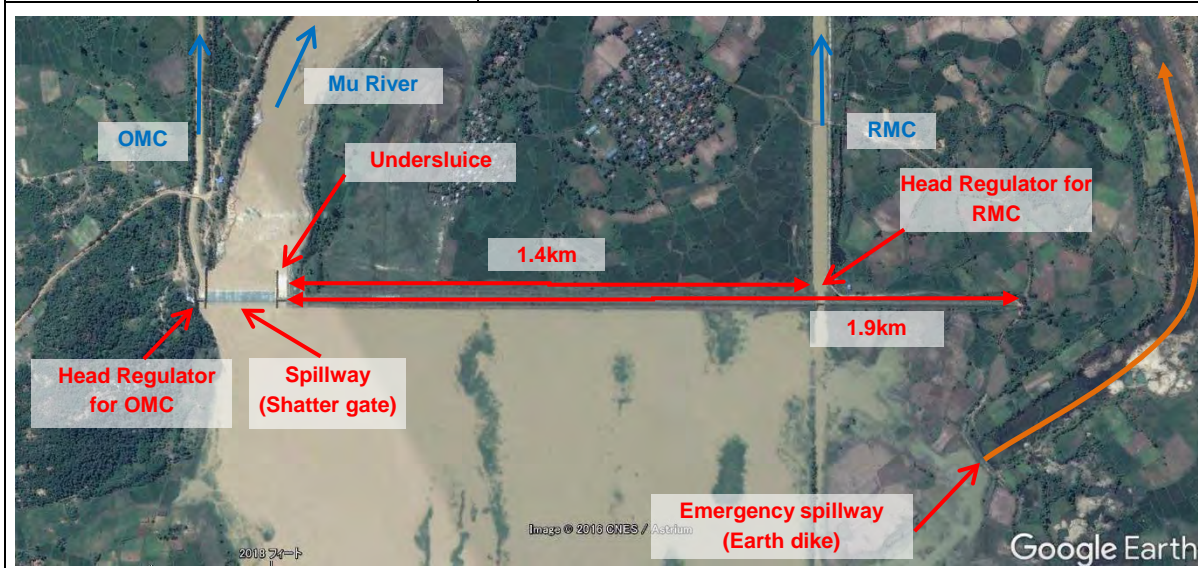 Mu River
OMC
RMC
Undersluice
Head Regulator for
RMC
1.4km
1.9km
Head Regulator
for OMC
Spillway
(Shatter gate)
Emergency spillway
(Earth dike)
Image © 2016 CNES / Astrium
2013 フィート
Google Earth